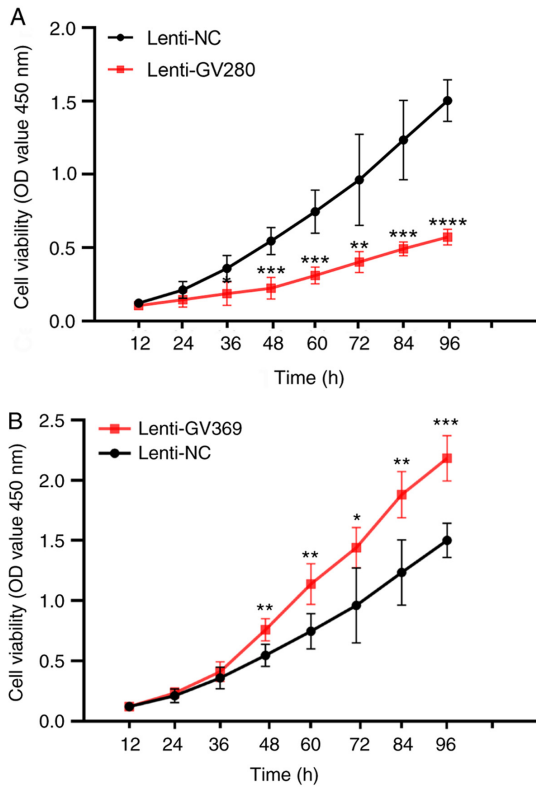 A
2.0
Lenti-NC
Lenti-GV280
1.5
1.0
0.5
0.0
Cell viability (OD value 450 nm)
*
***
***
**
***
****
12 24 36 48 60 72 84 96
Time (h)
B
2.5
Lenti-GV369
Lenti-NC
2.0
1.5
1.0
0.5
0.0
Cell viability (OD value 450 nm)
**
**
*
**
***
12 24 36 48 60 72 84 96
Time (h)